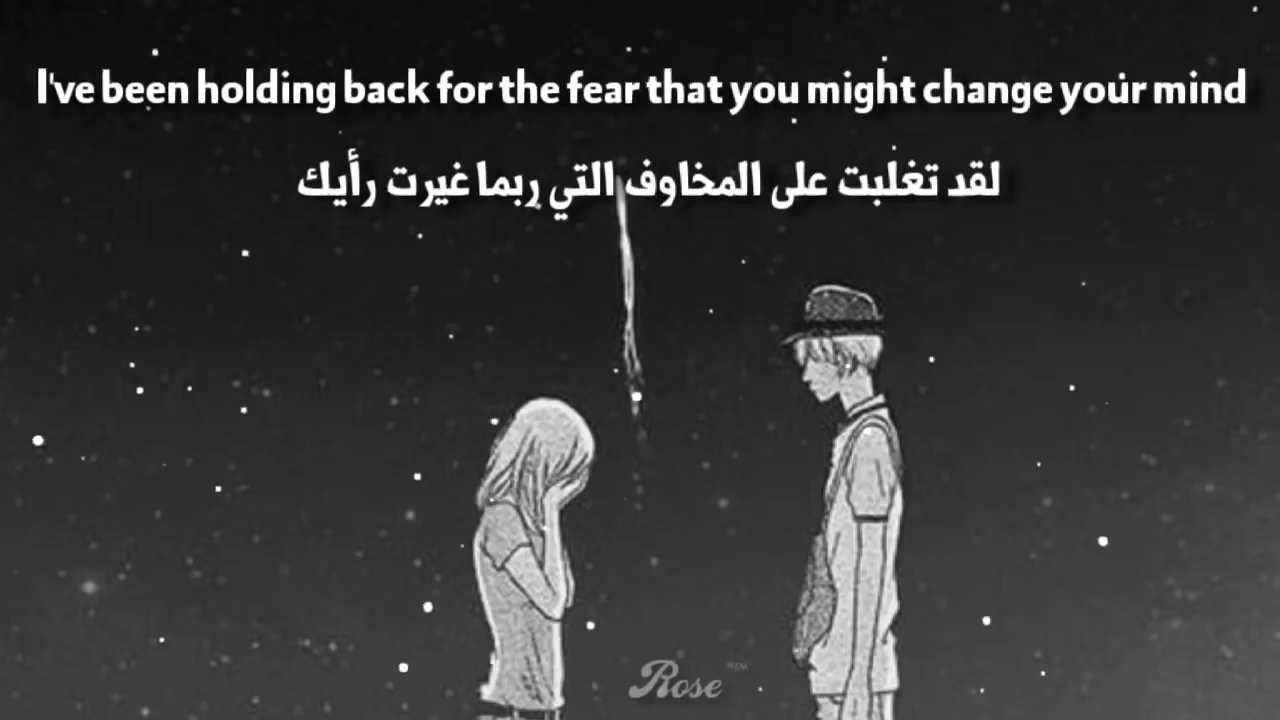 I've been holding back for the fear that you might change your mind
لقد تغلبت على المخاوف التي ربما غيرت رأيك
Rose